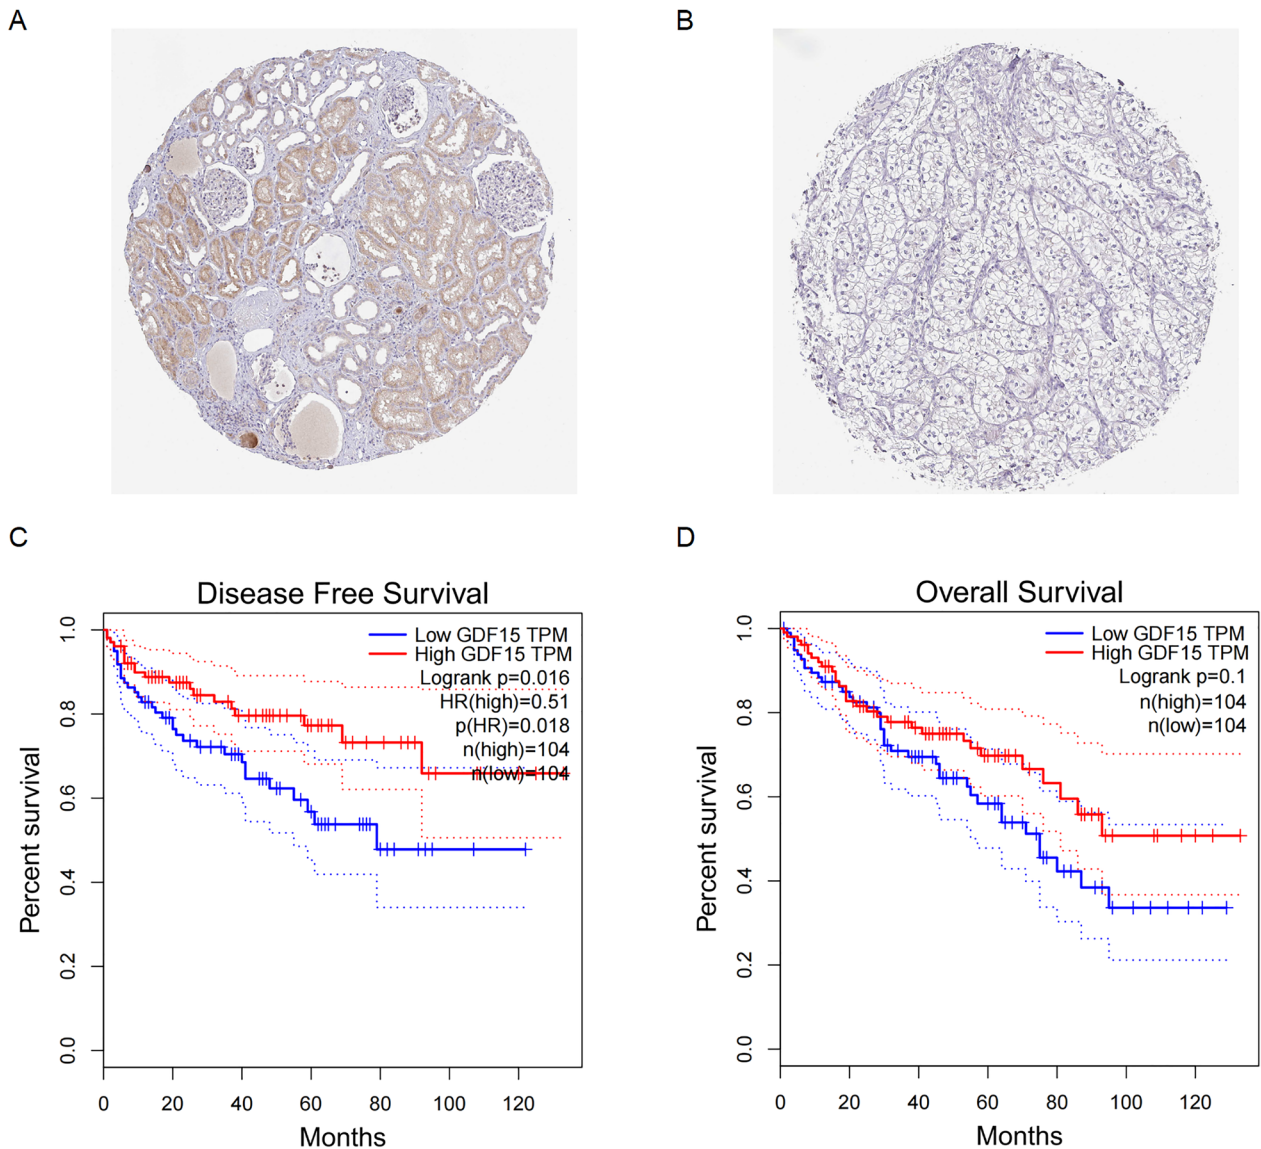 A
B
C
Disease Free Survival
Low GDF15 TPM
High GDF15 TPM
Logrank p=0.016
HR(high)=0.51
p(HR)=0.018
n(high)=104
n(low)=104
Percent survival
1.0
0.8
0.6
0.4
0.2
0.0
0 20 40 60 80 100 120
Months
D
Overall Survival
Low GDF15 TPM
High GDF15 TPM
Logrank p=0.1
n(high)=104
n(low)=104
Percent survival
1.0
0.8
0.6
0.4
0.2
0.0
0 20 40 60 80 100 120
Months